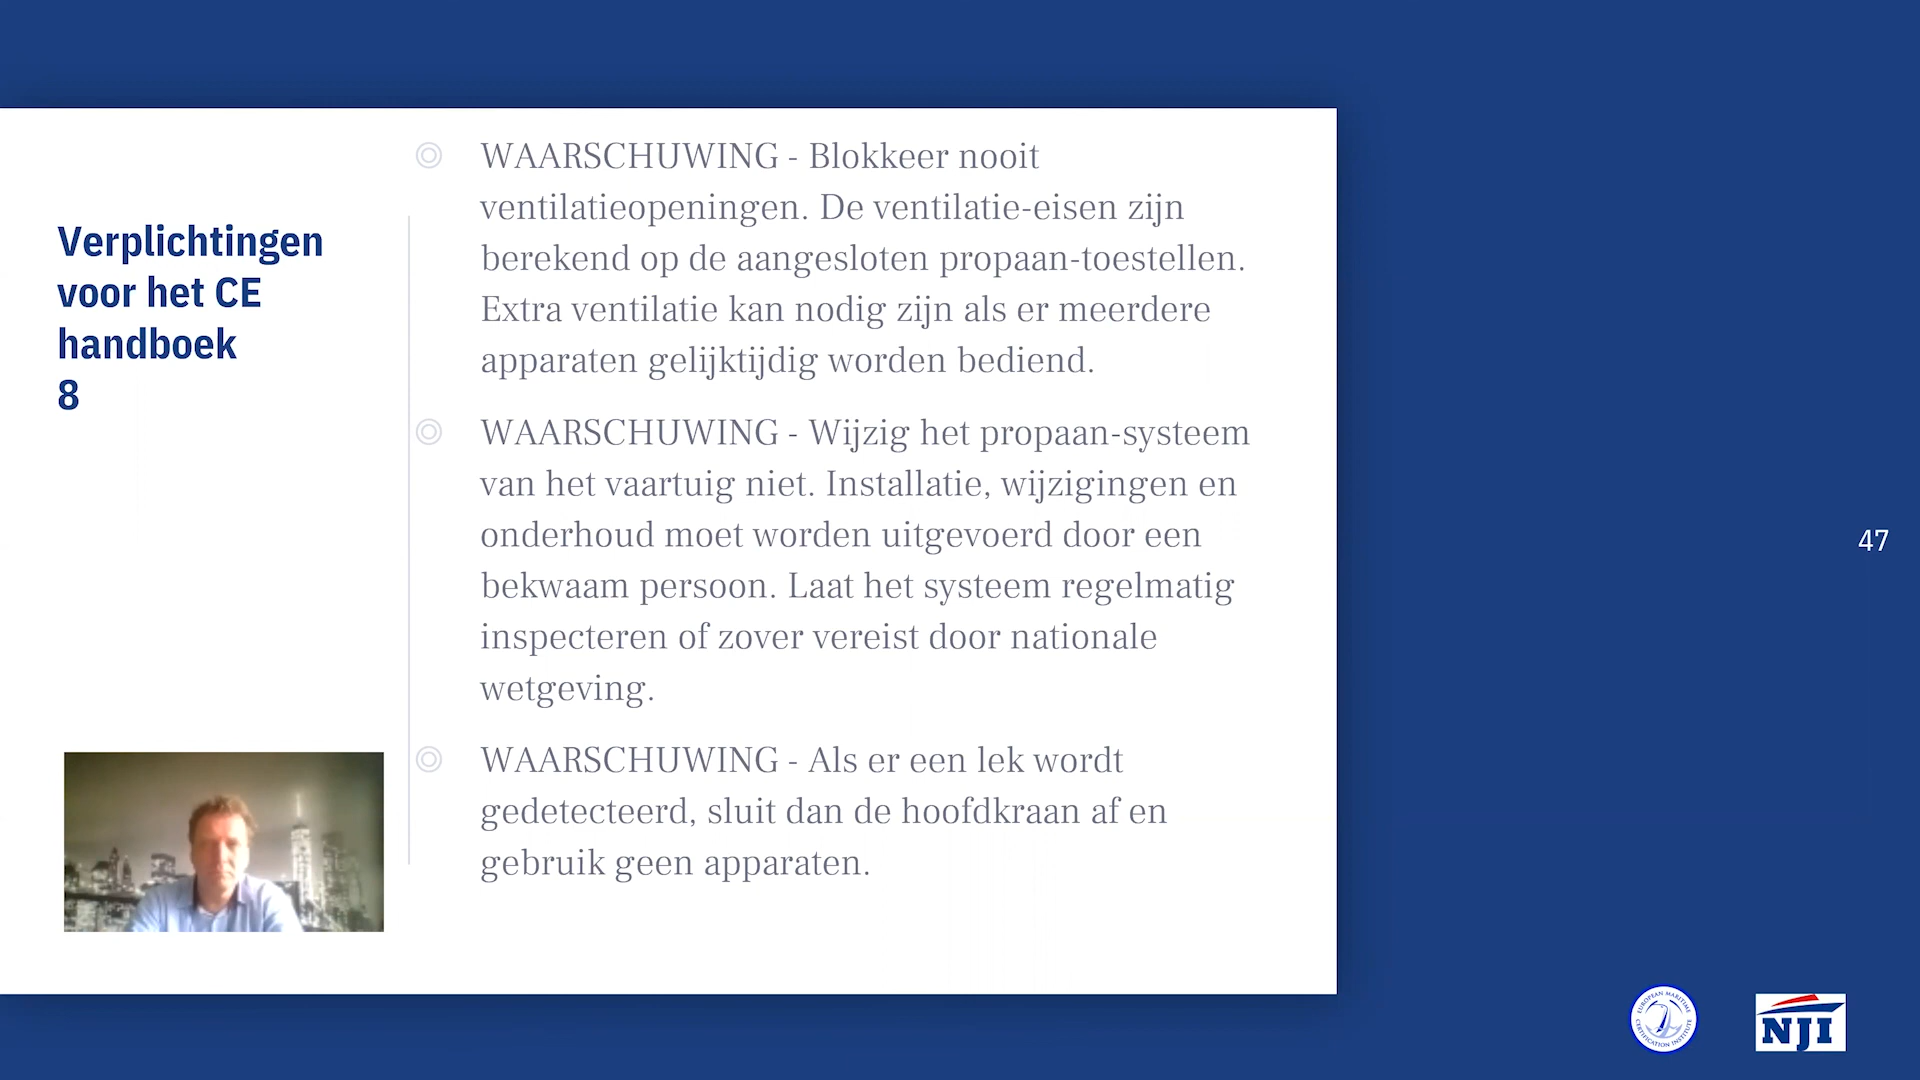 Verplichtingen
voor het CE
handboek
8
WAARSCHUWING - Blokkeer nooit
ventilatieopeningen. De ventilatie-eisen zijn
berekend op de aangesloten propaan-toestellen.
Extra ventilatie kan nodig zijn als er meerdere
apparaten gelijktijdig worden bediend.
WAARSCHUWING - Wijzig het propaan-systeem
van het vaartuig niet. Installatie, wijzigingen en
onderhoud moet worden uitgevoerd door een
bekwaam persoon. Laat het systeem regelmatig
inspecteren of zover vereist door nationale
wetgeving.
WAARSCHUWING - Als er een lek wordt
gedetecteerd, sluit dan de hoofdkraan af en
gebruik geen apparaten.
47
EUROPEAN MARITIME
CERTIFICATION INSTITUTE
NJI